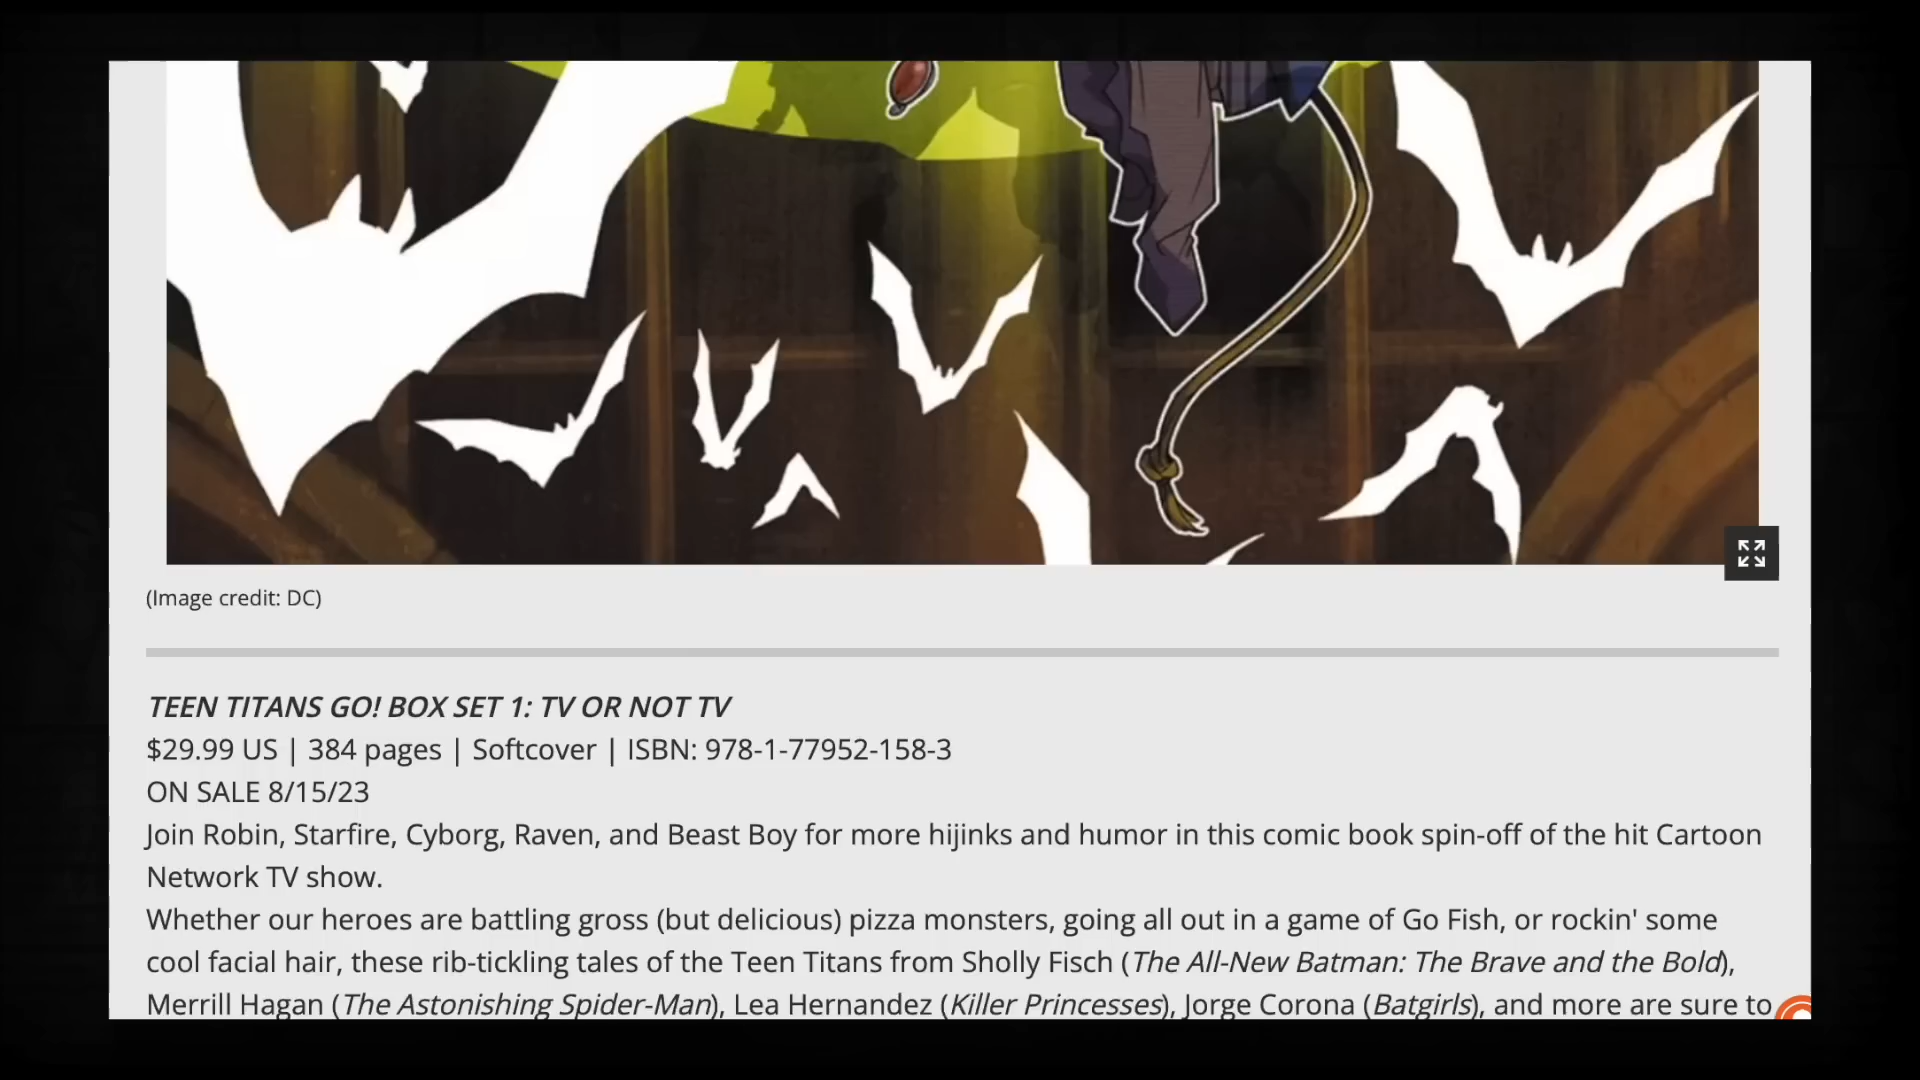 (Image credit: DC)
TEEN TITANS GO! BOX SET 1: TV OR NOT TV
$29.99 US | 384 pages | Softcover | ISBN: 978-1-77952-158-3
ON SALE 8/15/23
Join Robin, Starfire, Cyborg, Raven, and Beast Boy for more hijinks and humor in this comic book spin-off of the hit Cartoon
Network TV show.
Whether our heroes are battling gross (but delicious) pizza monsters, going all out in a game of Go Fish, or rockin' some
cool facial hair, these rib-tickling tales of the Teen Titans from Sholly Fisch (The All-New Batman: The Brave and the Bold),
Merrill Hagan (The Astonishing Spider-Man), Lea Hernandez (Killer Princesses), Jorge Corona (Batgirls), and more are sure to